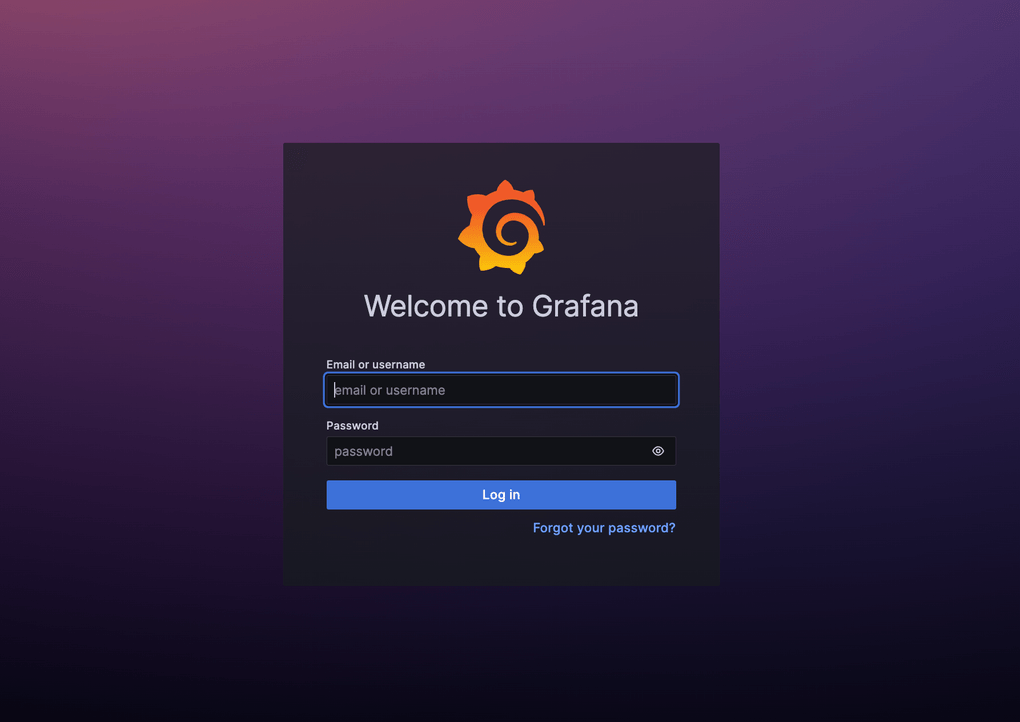 Welcome to Grafana
Email or username
email or username
Password
password
Log in
Forgot your password?